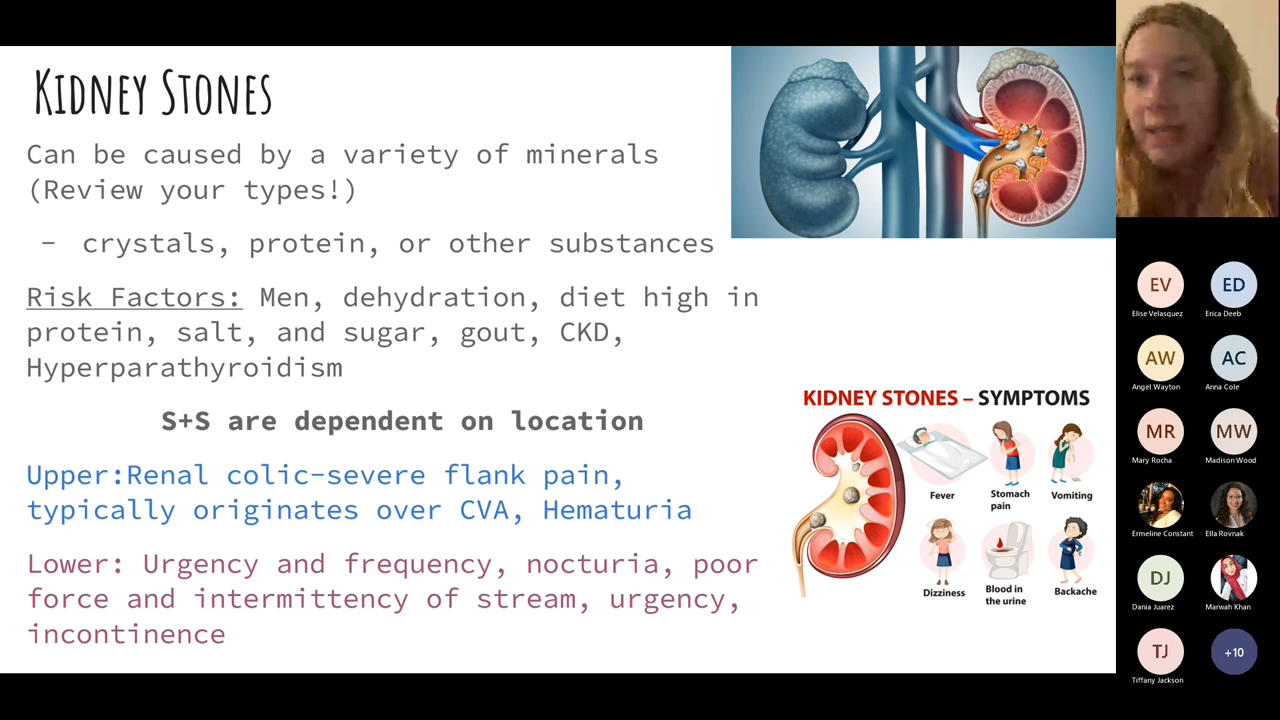 Kidney Stones
Can be caused by a variety of minerals
(Review your types!)
- crystals, protein, or other substances
Risk Factors: Men, dehydration, diet high in
protein, salt, and sugar, gout, CKD,
Hyperparathyroidism
S+S are dependent on location
Upper:Renal colic-severe flank pain,
typically originates over CVA, Hematuria
Lower: Urgency and frequency, nocturia, poor
force and intermittency of stream, urgency,
incontinence
KIDNEY STONES – SYMPTOMS
Fever
Stomach
pain
Vomiting
Dizziness
Blood in
the urine
Backache
EV
Elise Velasquez
ED
Erica Deeb
AW
Angel Wayton
AC
Anna Cole
MR
Mary Rocha
MW
Madison Wood
Ermeline Constant
Ella Rovnak
DJ
Dania Juarez
Marwah Khan
TJ
Tiffany Jackson
+10